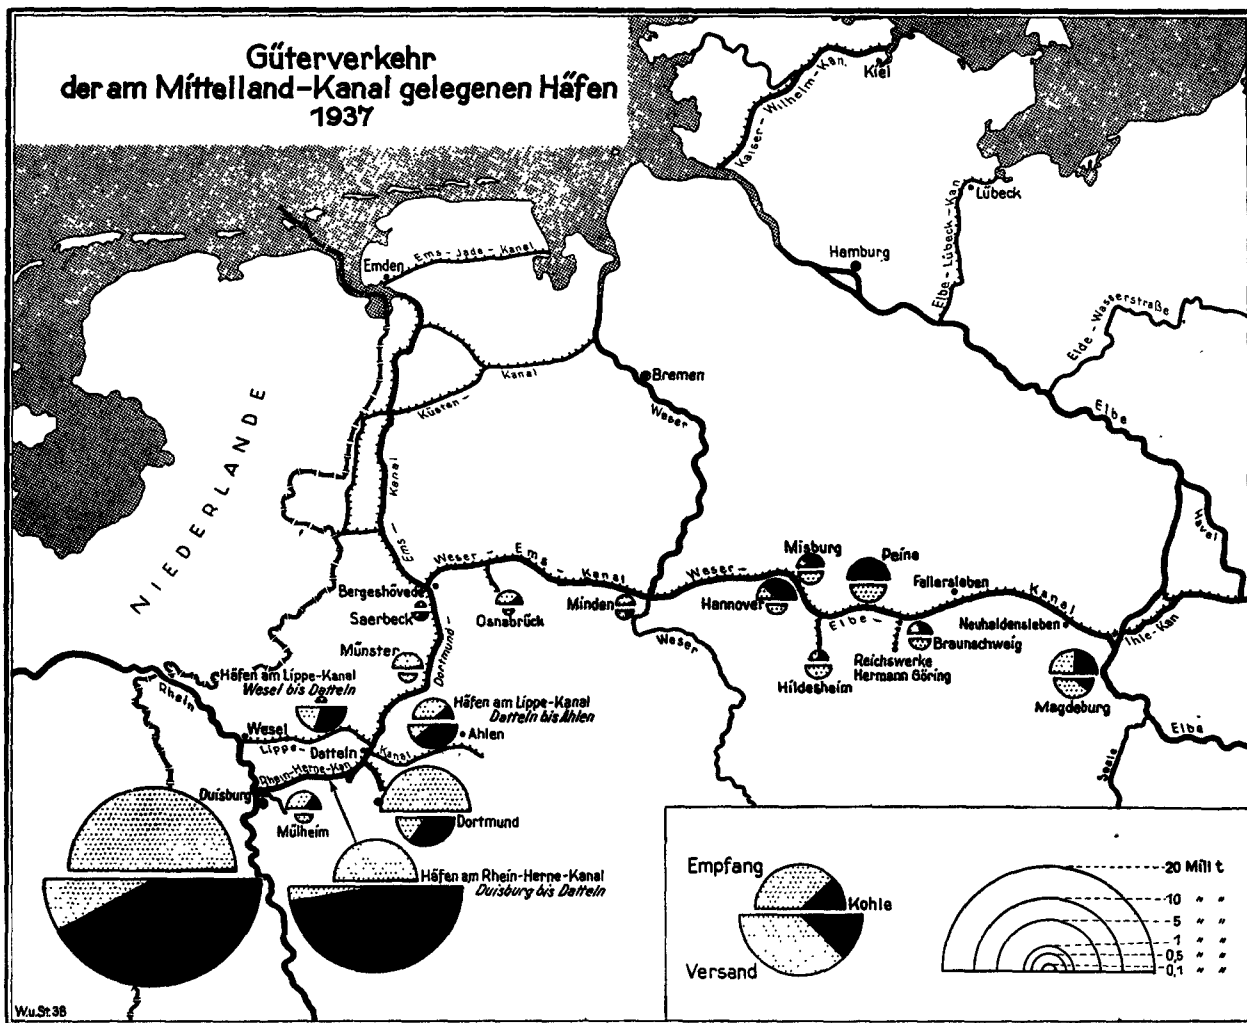 Güterverkehr
der am Mittelland-Kanal gelegenen Häfen
1937
Kiel
Kaiser-Wilhelm-Kan.
Lübeck
Elbe-Lübeck-Kan
Hamburg
Emden
Ems-Jade-Kanal
Elde-Wasserstraße
Bremen
Kanal
Küsten-
Weser
Elbe
NIEDERLANDE
Kanal
Ems-
Havel
Misburg
Peine
Weser-Ems-Kanal
Weser-
Fallersleben
Kanal
Bergeshövede
Minden
Hannover
Saerbeck
Osnabrück
Elbe-
Neuhaldensleben
Ihle-Kan
Braunschweig
Weser
Münster
Dortmund-
Reichswerke
Hermann Göring
Hildesheim
Häfen am Lippe-Kanal
Wesel bis Datteln
Rhein
Häfen am Lippe-Kanal
Datteln bis Ahlen
Magdeburg
Wesel
Ahlen
Elbe
Lippe-
Datteln
Kanal
Saale
Rhein-Herne-Kan.
Duisburg
Mülheim
Dortmund
Häfen am Rhein-Herne-Kanal
Duisburg bis Datteln
Empfang
Kohle
Versand
20 Mill t
10 " "
5 " "
1 " "
0,5 " "
0,1 " "
W.u.St.38